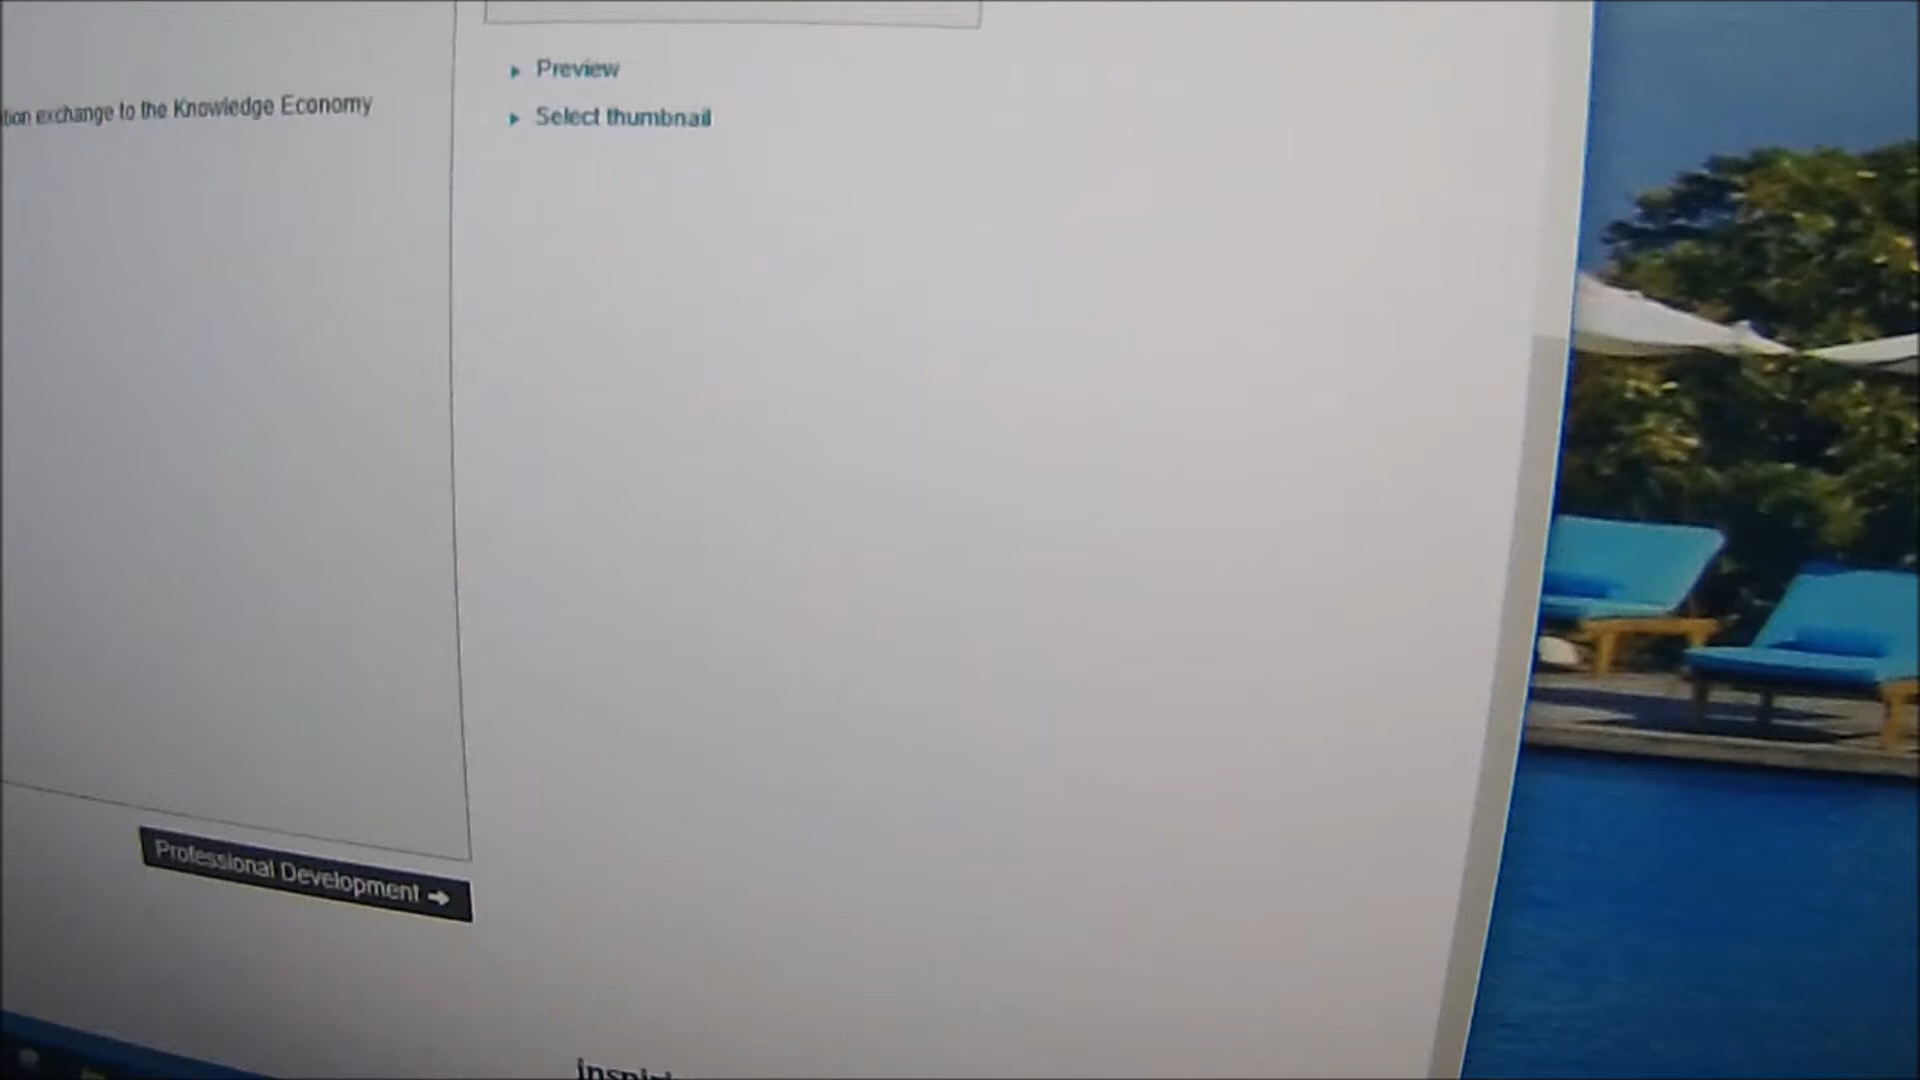 exchange to the Knowledge Economy
Preview
Select thumbnail
Professional Development